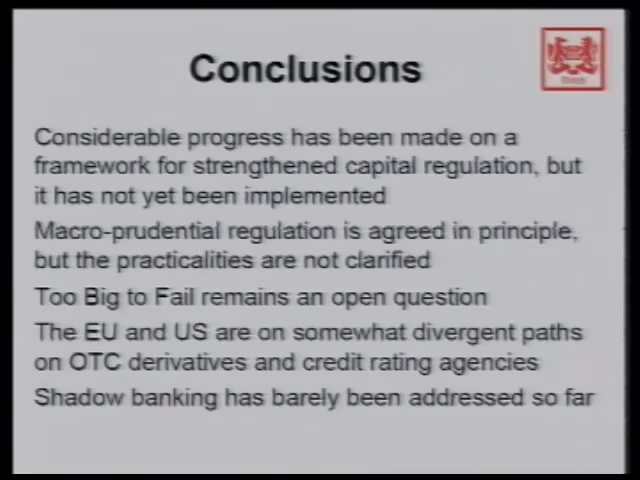 Conclusions
Considerable progress has been made on a
framework for strengthened capital regulation, but
it has not yet been implemented
Macro-prudential regulation is agreed in principle,
but the practicalities are not clarified
Too Big to Fail remains an open question
The EU and US are on somewhat divergent paths
on OTC derivatives and credit rating agencies
Shadow banking has barely been addressed so far